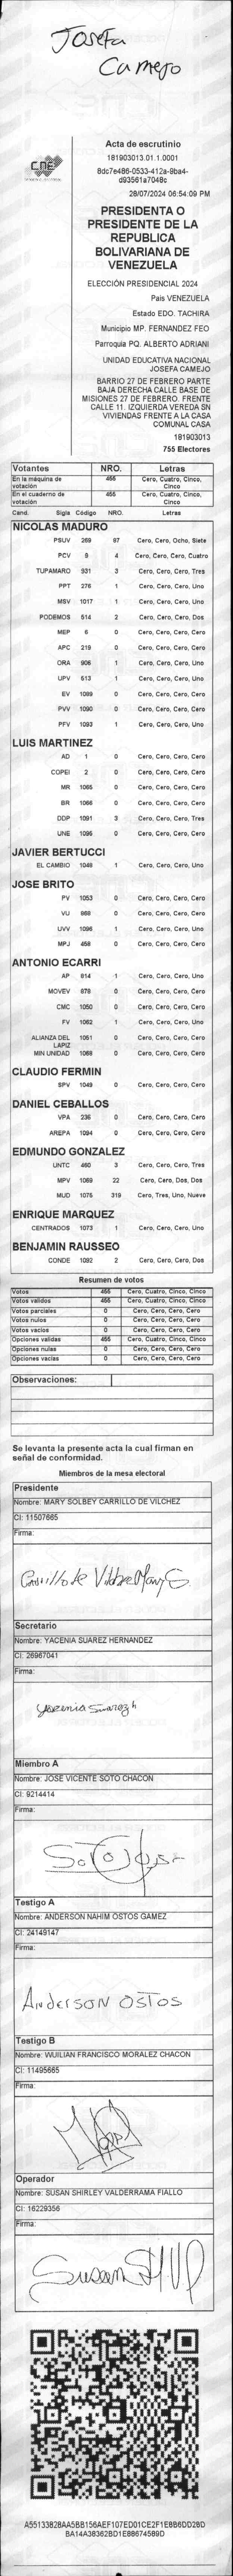 Josefa
Camejo
CNE
Acta de escrutinio
181903013.01.1.0001
8dc7e486-0533-412a-9ba4-
d93561a7048c
28/07/2024 06:54:09 PM
PRESIDENTA O
PRESIDENTE DE LA
REPUBLICA
BOLIVARIANA DE
VENEZUELA
ELECCIÓN PRESIDENCIAL 2024
Pais VENEZUELA
Estado EDO. TACHIRA
Municipio MP. FERNANDEZ FEO
Parroquia PQ. ALBERTO ADRIANI
UNIDAD EDUCATIVA NACIONAL
JOSEFA CAMEJO
BARRIO 27 DE FEBRERO PARTE
BAJA DERECHA CALLE BASE DE
MISIONES 27 DE FEBRERO. FRENTE
CALLE 11. IZQUIERDA VEREDA SN
VIVIENDAS FRENTE A LA CASA
COMUNAL CASA
181903013
755 Electores
Votantes NRO. Letras
En la máquina de votación 455 Cero, Cuatro, Cinco, Cinco
En el cuaderno de votación 455 Cero, Cuatro, Cinco, Cinco
Cand. Sigla Código NRO. Letras
NICOLAS MADURO
PSUV 269 87 Cero, Cero, Ocho, Siete
PCV 8 4 Cero, Cero, Cero, Cuatro
TUPAMARO 931 3 Cero, Cero, Cero, Tres
PPT 276 1 Cero, Cero, Cero, Uno
MSV 1017 1 Cero, Cero, Cero, Uno
PODEMOS 514 2 Cero, Cero, Cero, Dos
MEP 6 0 Cero, Cero, Cero, Cero
APC 219 0 Cero, Cero, Cero, Cero
ORA 906 1 Cero, Cero, Cero, Uno
UPV 613 1 Cero, Cero, Cero, Uno
EV 1089 0 Cero, Cero, Cero, Cero
PVV 1090 0 Cero, Cero, Cero, Cero
PFV 1093 1 Cero, Cero, Cero, Uno
LUIS MARTINEZ
AD 1 0 Cero, Cero, Cero, Cero
COPEI 2 0 Cero, Cero, Cero, Cero
MR 1065 0 Cero, Cero, Cero, Cero
BR 1066 0 Cero, Cero, Cero, Cero
DDP 1091 3 Cero, Cero, Cero, Tres
UNE 1095 0 Cero, Cero, Cero, Cero
JAVIER BERTUCCI
EL CAMBIO 1048 1 Cero, Cero, Cero, Uno
JOSE BRITO
PV 1053 0 Cero, Cero, Cero, Cero
VU 868 0 Cero, Cero, Cero, Cero
UVV 1096 1 Cero, Cero, Cero, Uno
MPJ 458 0 Cero, Cero, Cero, Cero
ANTONIO ECARRI
AP 814 1 Cero, Cero, Cero, Uno
MOVEV 878 0 Cero, Cero, Cero, Cero
CMC 1050 0 Cero, Cero, Cero, Cero
FV 1062 1 Cero, Cero, Cero, Uno
ALIANZA DEL LAPIZ 1051 0 Cero, Cero, Cero, Cero
MIN UNIDAD 1068 0 Cero, Cero, Cero, Cero
CLAUDIO FERMIN
SPV 1049 0 Cero, Cero, Cero, Cero
DANIEL CEBALLOS
VPA 236 0 Cero, Cero, Cero, Cero
AREPA 1094 0 Cero, Cero, Cero, Cero
EDMUNDO GONZALEZ
UNTC 460 3 Cero, Cero, Cero, Tres
MPV 1069 22 Cero, Cero, Dos, Dos
MUD 1075 319 Cero, Tres, Uno, Nueve
ENRIQUE MARQUEZ
CENTRADOS 1073 1 Cero, Cero, Cero, Uno
BENJAMIN RAUSSEO
CONDE 1092 2 Cero, Cero, Cero, Dos
Resumen de votos
Votos 455 Cero, Cuatro, Cinco, Cinco
Votos validos 455 Cero, Cuatro, Cinco, Cinco
Votos parciales 0 Cero, Cero, Cero, Cero
Votos nulos 0 Cero, Cero, Cero, Cero
Votos vacios 0 Cero, Cero, Cero, Cero
Opciones validas 455 Cero, Cuatro, Cinco, Cinco
Opciones nulas 0 Cero, Cero, Cero, Cero
Opciones vacias 0 Cero, Cero, Cero, Cero
Observaciones:
Se levanta la presente acta la cual firman en
señal de conformidad.
Miembros de la mesa electoral
Presidente
Nombre: MARY SOLBEY CARRILLO DE VILCHEZ
CI: 11507665
Firma:
Secretario
Nombre: YACENIA SUAREZ HERNANDEZ
CI: 26967041
Firma:
Yacenia Suarez h
Miembro A
Nombre: JOSE VICENTE SOTO CHACON
CI: 9214414
Firma:
Soto Jose
Testigo A
Nombre: ANDERSON NAHIM OSTOS GAMEZ
CI: 24149147
Firma:
Anderson Ostos
Testigo B
Nombre: WUILIAN FRANCISCO MORALEZ CHACON
CI: 11495665
Firma:
Operador
Nombre: SUSAN SHIRLEY VALDERRAMA FIALLO
CI: 16229356
Firma:
A55133B28AA5BB156AEF107ED01CE2F1E8B6DD28D
BA14A38362BD1E88674589D